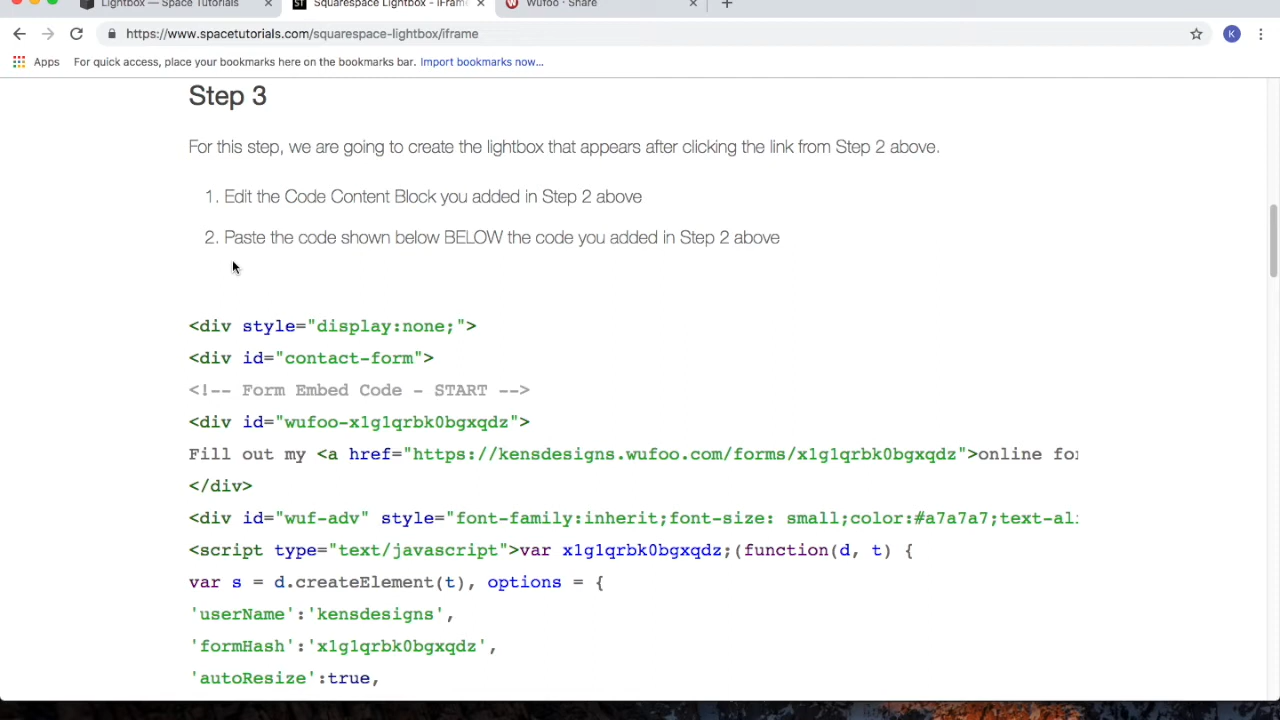 Lightbox — Space Tutorials
Squarespace Lightbox - iFrame
Wufoo · Share
https://www.spacetutorials.com/squarespace-lightbox/iframe
K
Apps For quick access, place your bookmarks here on the bookmarks bar. Import bookmarks now...
Step 3
For this step, we are going to create the lightbox that appears after clicking the link from Step 2 above.
1. Edit the Code Content Block you added in Step 2 above
2. Paste the code shown below BELOW the code you added in Step 2 above
<div style="display:none;">
<div id="contact-form">
<!-- Form Embed Code - START -->
<div id="wufoo-x1g1qrbk0bgxqdz">
Fill out my <a href="https://kensdesigns.wufoo.com/forms/x1g1qrbk0bgxqdz">online for
</div>
<div id="wuf-adv" style="font-family:inherit;font-size: small;color:#a7a7a7;text-ali
<script type="text/javascript">var x1g1qrbk0bgxqdz;(function(d, t) {
var s = d.createElement(t), options = {
'userName':'kensdesigns',
'formHash':'x1g1qrbk0bgxqdz',
'autoResize':true,